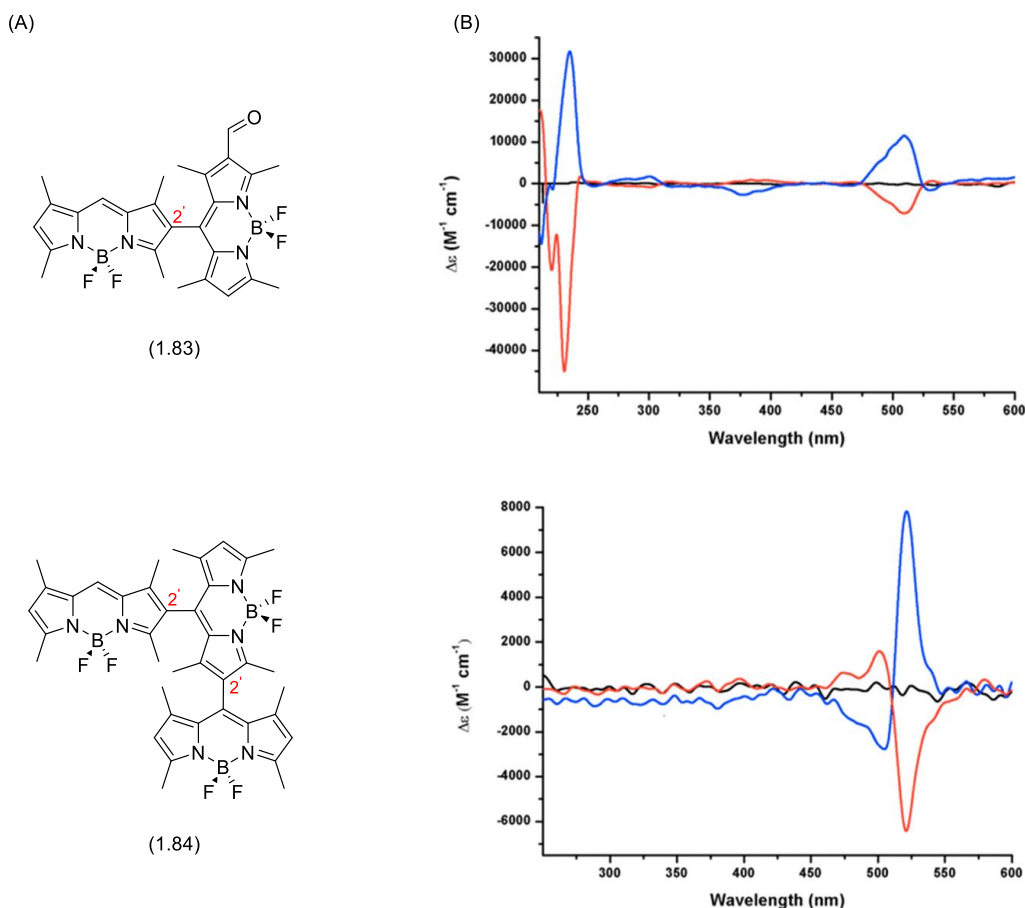 (A)
(B)
O
F
F
B
N
N
N
N
B
F
F
2'
(1.83)
30000
20000
10000
0
-10000
-20000
-30000
-40000
Δε (M⁻¹ cm⁻¹)
250 300 350 400 450 500 550 600
Wavelength (nm)
N
F
B
F
N
2'
N
N
B
F
F
2'
N
N
B
F
F
(1.84)
8000
6000
4000
2000
0
-2000
-4000
-6000
Δε (M⁻¹ cm⁻¹)
300 350 400 450 500 550 600
Wavelength (nm)